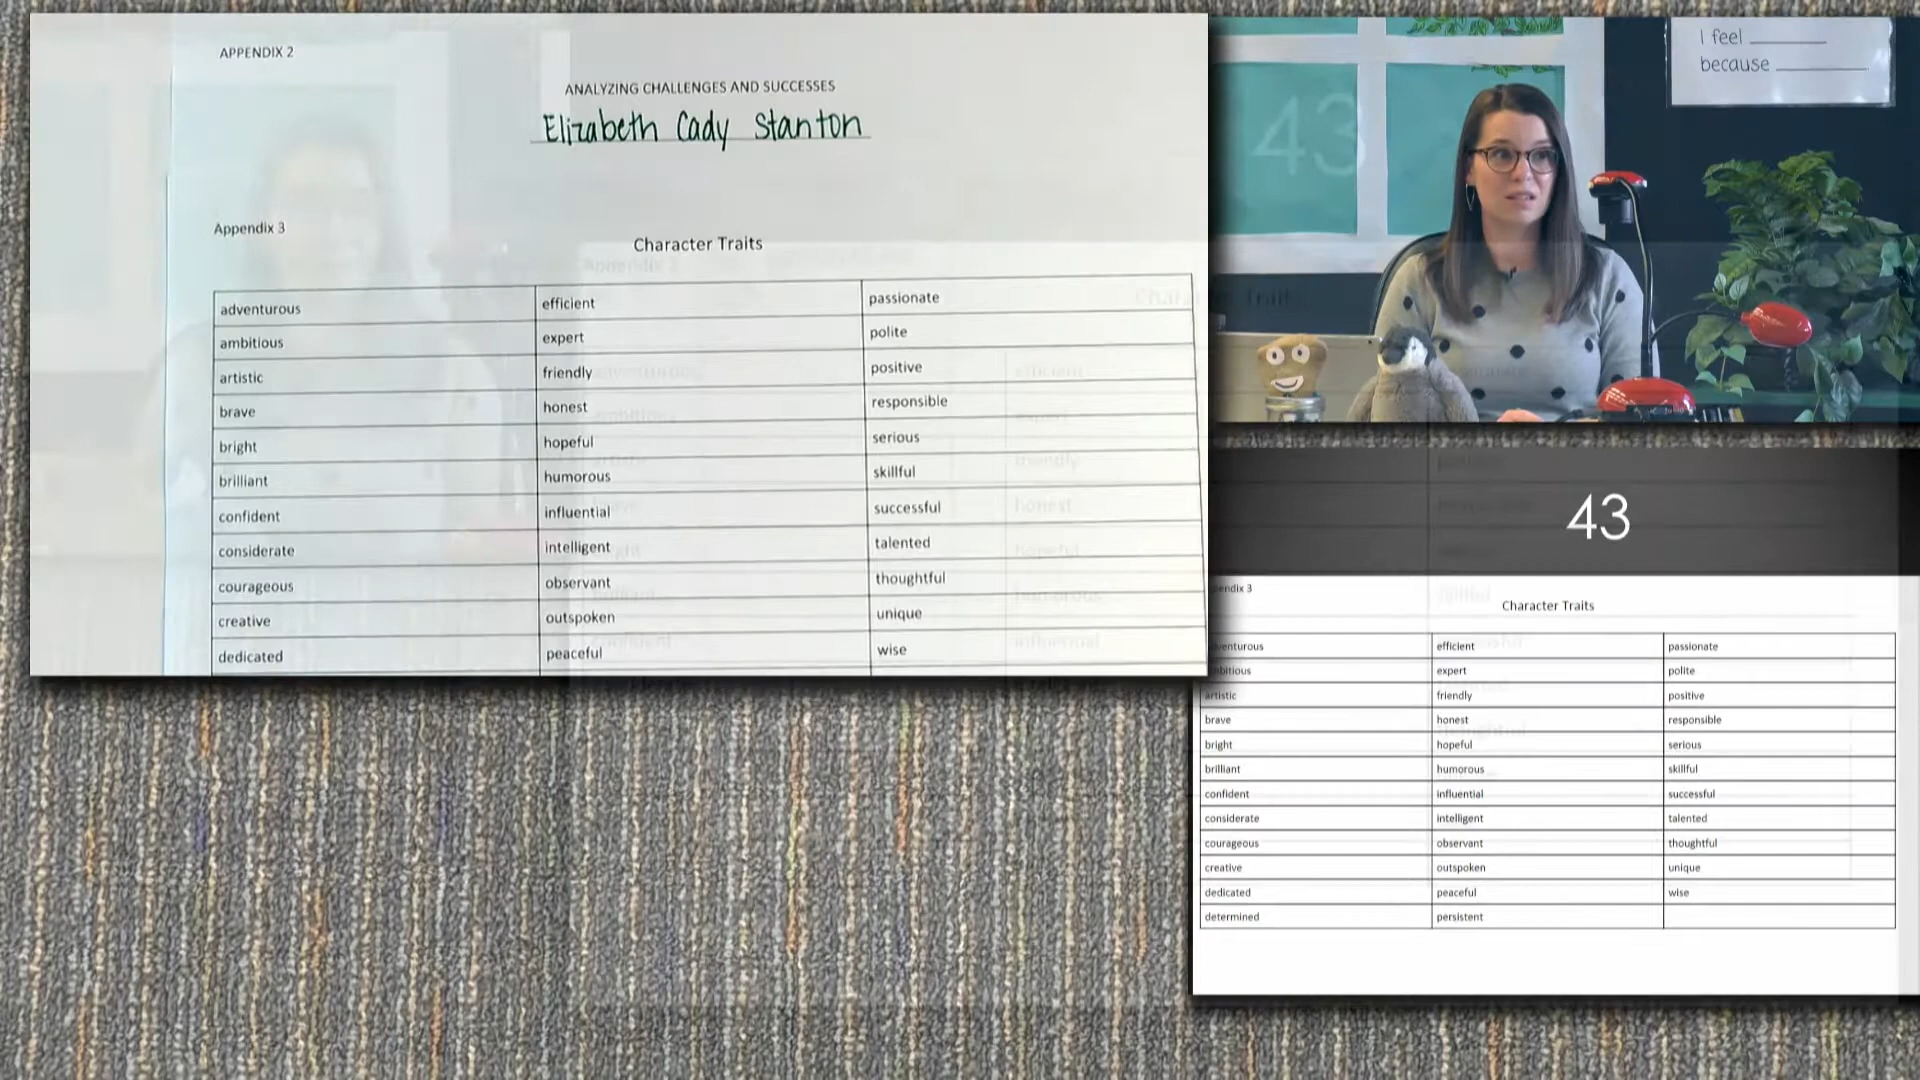 APPENDIX 2
ANALYZING CHALLENGES AND SUCCESSES
Elizabeth Cady Stanton
Appendix 3
Character Traits
adventurous efficient passionate
ambitious expert polite
artistic friendly positive
brave honest responsible
bright hopeful serious
brilliant humorous skillful
confident influential successful
considerate intelligent talented
courageous observant thoughtful
creative outspoken unique
dedicated peaceful wise
I feel
because
43
43
Character Traits
efficient passionate
expert polite
artistic friendly positive
brave honest responsible
bright hopeful serious
brilliant humorous skillful
confident influential successful
considerate intelligent talented
courageous observant thoughtful
creative outspoken unique
dedicated peaceful wise
determined persistent